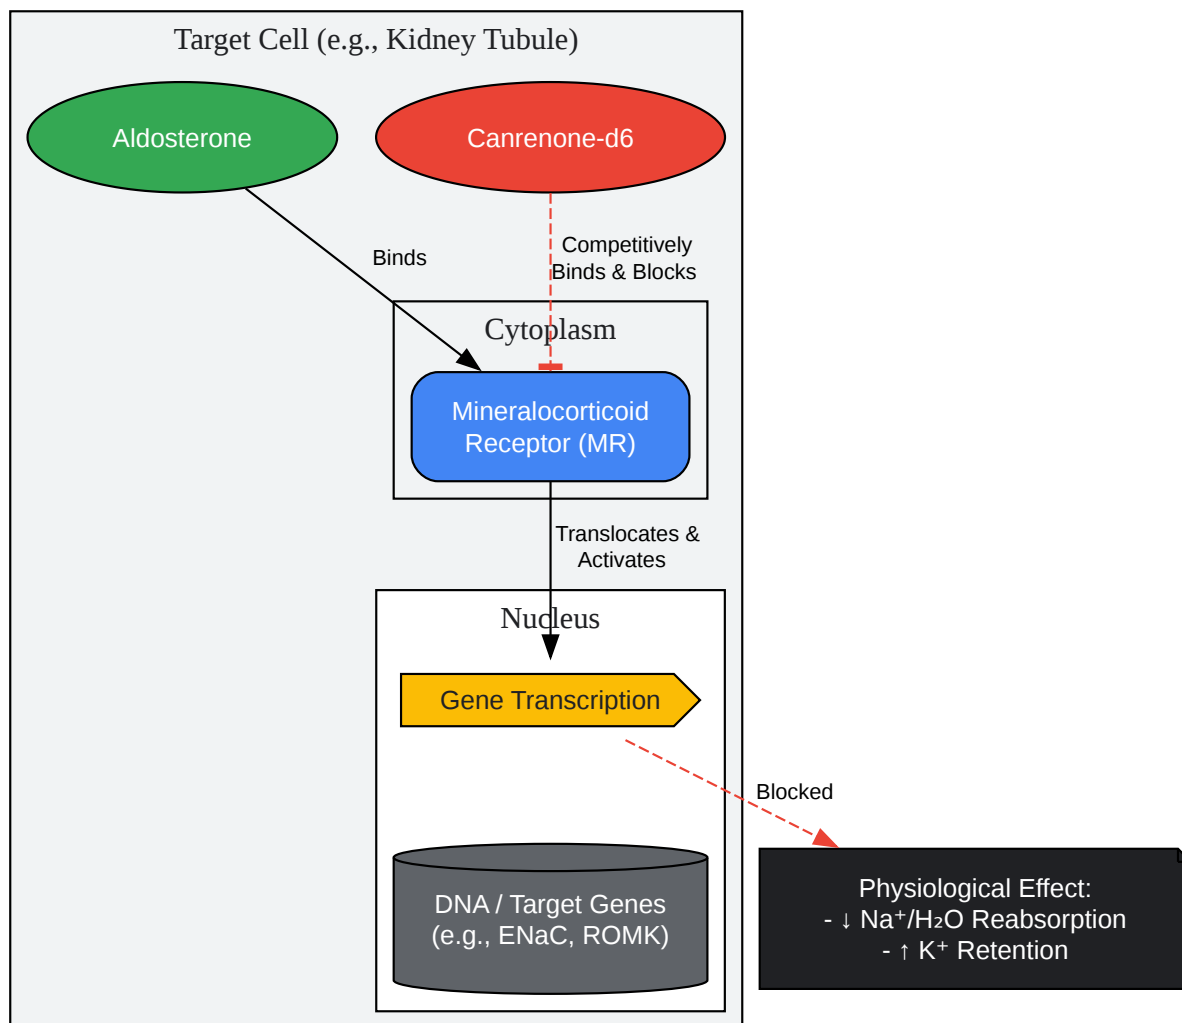 Target Cell (e.g., Kidney Tubule)
Aldosterone
Canrenone-d6
Binds
Competitively
Binds & Blocks
Cytoplasm
Mineralocorticoid
Receptor (MR)
Translocates &
Activates
Nucleus
Gene Transcription
Blocked
DNA / Target Genes
(e.g., ENaC, ROMK)
Physiological Effect:
- ↓ Na⁺/H₂O Reabsorption
- ↑ K⁺ Retention